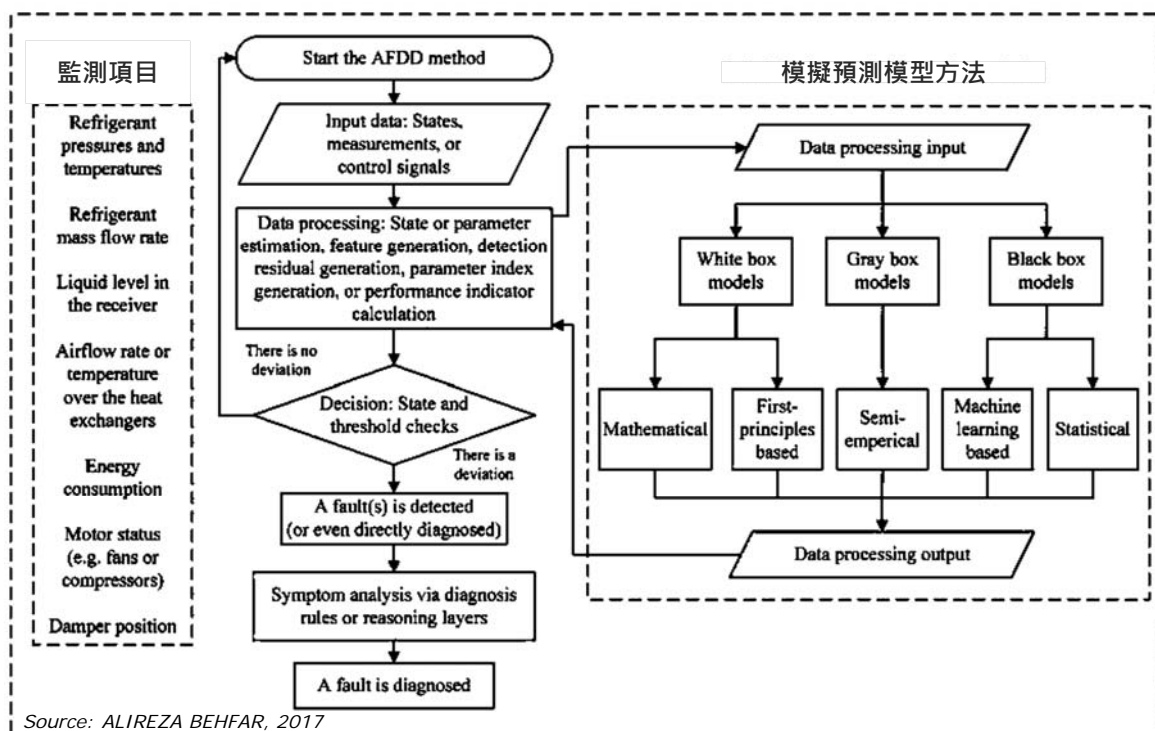 監測項目
Refrigerant
pressures and
temperatures
Refrigerant
mass flow rate
Liquid level in
the receiver
Airflow rate or
temperature
over the heat
exchangers
Energy
consumption
Motor status
(e.g. fans or
compressors)
Damper position
Start the AFDD method
Input data: States,
measurements, or
control signals
Data processing: State or parameter
estimation, feature generation, detection
residual generation, parameter index
generation, or performance indicator
calculation
There is no
deviation
Decision: State and
threshold checks
There is a
deviation
A fault(s) is detected
(or even directly diagnosed)
Symptom analysis via diagnosis
rules or reasoning layers
A fault is diagnosed
模擬預測模型方法
Data processing input
White box
models
Gray box
models
Black box
models
Mathematical
First-
principles
based
Semi-
emperical
Machine
learning
based
Statistical
Data processing output
Source: ALIREZA BEHFAR, 2017